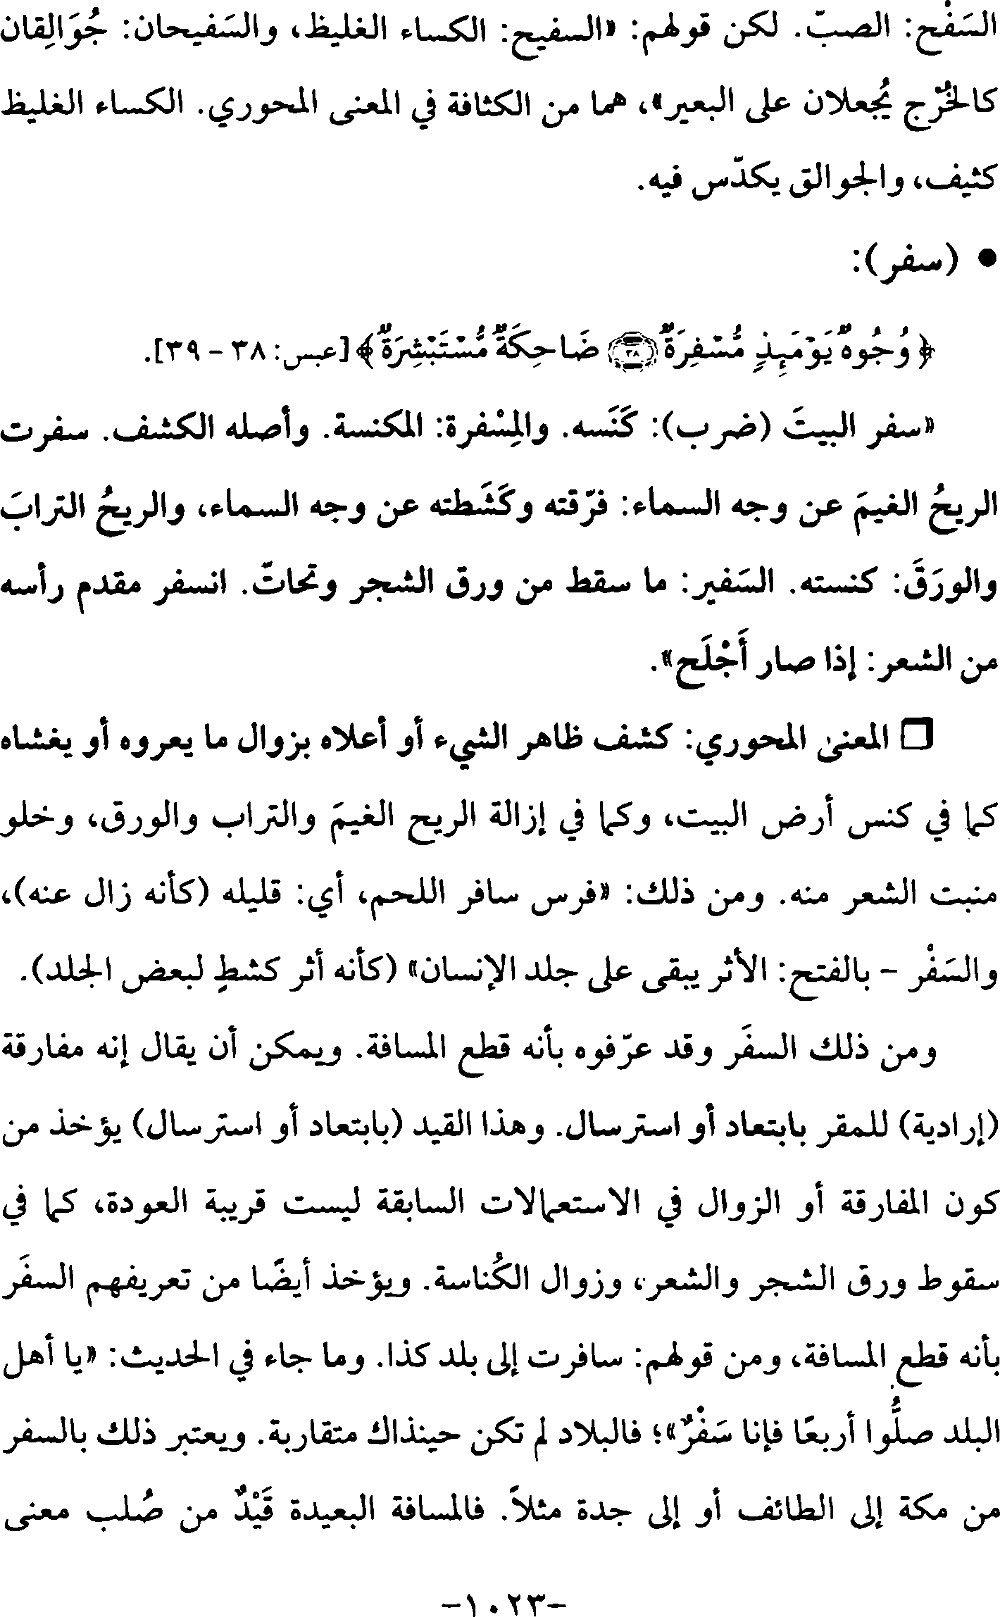 السَفْح: الصبّ. لكن قولهم: «السفيح: الكساء الغليظ، والسَفيحان: جُوَالِقان
كالخُرْج يُجعلان على البعير»، هما من الكثافة في المعنى المحوري. الكساء الغليظ
كثيف، والجوالق يكدّس فيه.
● (سفر):
﴿وُجُوهٌ يَوْمَئِذٍ مُّسْفِرَةٌ ۝٣٨ ضَاحِكَةٌ مُّسْتَبْشِرَةٌ﴾ [عبس: ٣٨ - ٣٩].
«سفر البيتَ (ضرب): كَنَسه. والمِسْفرة: المكنسة. وأصله الكشف. سفرت
الريحُ الغيمَ عن وجه السماء: فرّقته وكَشَطته عن وجه السماء، والريحُ الترابَ
والورَقَ: كنسته. السَفير: ما سقط من ورق الشجر وتحاتّ. انسفر مقدم رأسه
من الشعر: إذا صار أَجْلَح».
❒ المعنى المحوري: كشف ظاهر الشيء أو أعلاه بزوال ما يعروه أو يغشاه
كما في كنس أرض البيت، وكما في إزالة الريح الغيمَ والتراب والورق، وخلو
منبت الشعر منه. ومن ذلك: «فرس سافر اللحم، أي: قليله (كأنه زال عنه)،
والسَفْر - بالفتح: الأثر يبقى على جلد الإنسان» (كأنه أثر كشطٍ لبعض الجلد).
ومن ذلك السفَر وقد عرّفوه بأنه قطع المسافة. ويمكن أن يقال إنه مفارقة
(إرادية) للمقر بابتعاد أو استرسال. وهذا القيد (بابتعاد أو استرسال) يؤخذ من
كون المفارقة أو الزوال في الاستعمالات السابقة ليست قريبة العودة، كما في
سقوط ورق الشجر والشعر، وزوال الكُناسة. ويؤخذ أيضًا من تعريفهم السفَر
بأنه قطع المسافة، ومن قولهم: سافرت إلى بلد كذا. وما جاء في الحديث: «يا أهل
البلد صلُّوا أربعًا فإنا سَفْرٌ»؛ فالبلاد لم تكن حينذاك متقاربة. ويعتبر ذلك بالسفر
من مكة إلى الطائف أو إلى جدة مثلاً. فالمسافة البعيدة قَيْدٌ من صُلب معنى
-١٠٢٣-